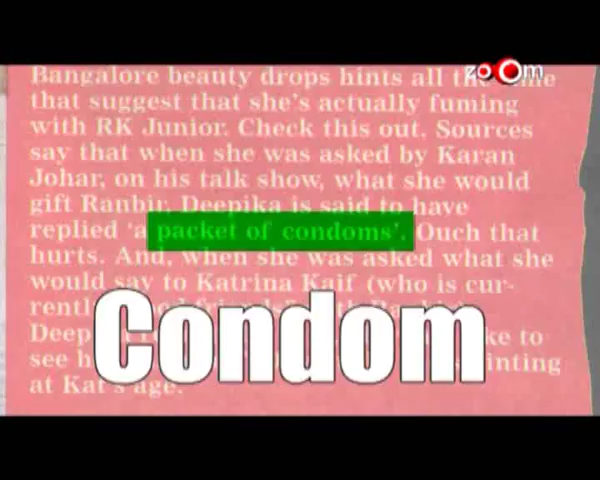 zoom
Bangalore beauty drops hints all the
that suggest that she's actually fuming
with RK Junior. Check this out. Sources
say that when she was asked by Karan
Johar, on his talk show, what she would
gift Ranbir, Deepika is said to have
replied 'a packet of condoms'. Ouch that
hurts. And, when she was asked what she
would say to Katrina Kaif (who is cur-
Condom
to
see
at Kat's age.